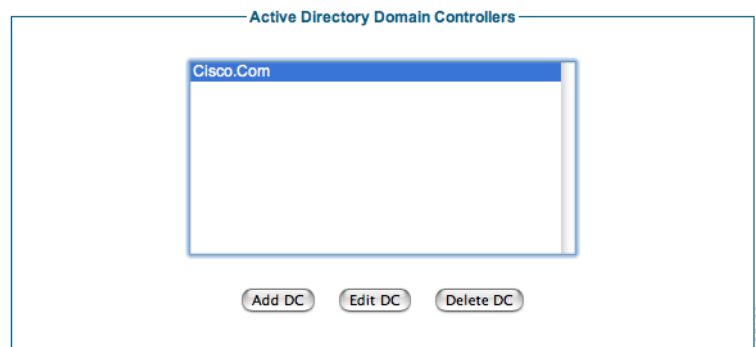 Active Directory Domain Controllers
Cisco.Com
Add DC Edit DC Delete DC